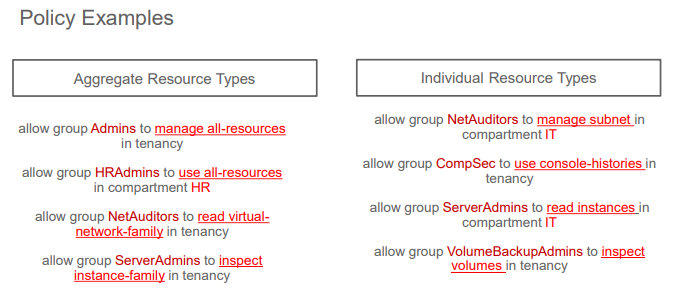 Policy Examples
Aggregate Resource Types
allow group Admins to manage all-resources
in tenancy
allow group HRAdmins to use all-resources
in compartment HR
allow group NetAuditors to read virtual-
network-family in tenancy
allow group ServerAdmins to inspect
instance-family in tenancy
Individual Resource Types
allow group NetAuditors to manage subnet in
compartment IT
allow group CompSec to use console-histories in
tenancy
allow group ServerAdmins to read instances in
compartment IT
allow group VolumeBackupAdmins to inspect
volumes in tenancy